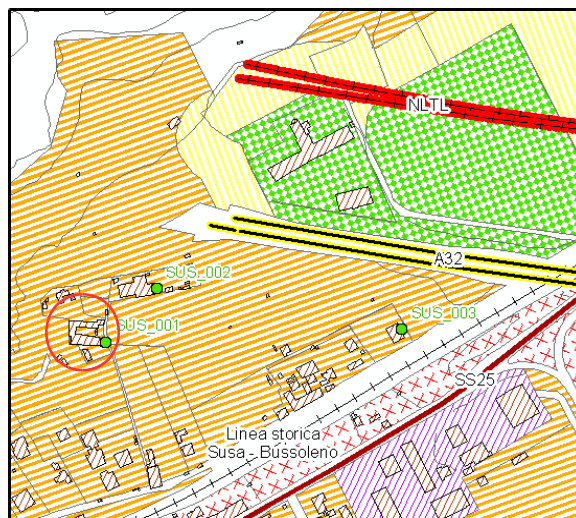 NLTL
A32
SUS_002
SUS_001
SUS_003
SS25
Linea storica
Susa - Bussoleno